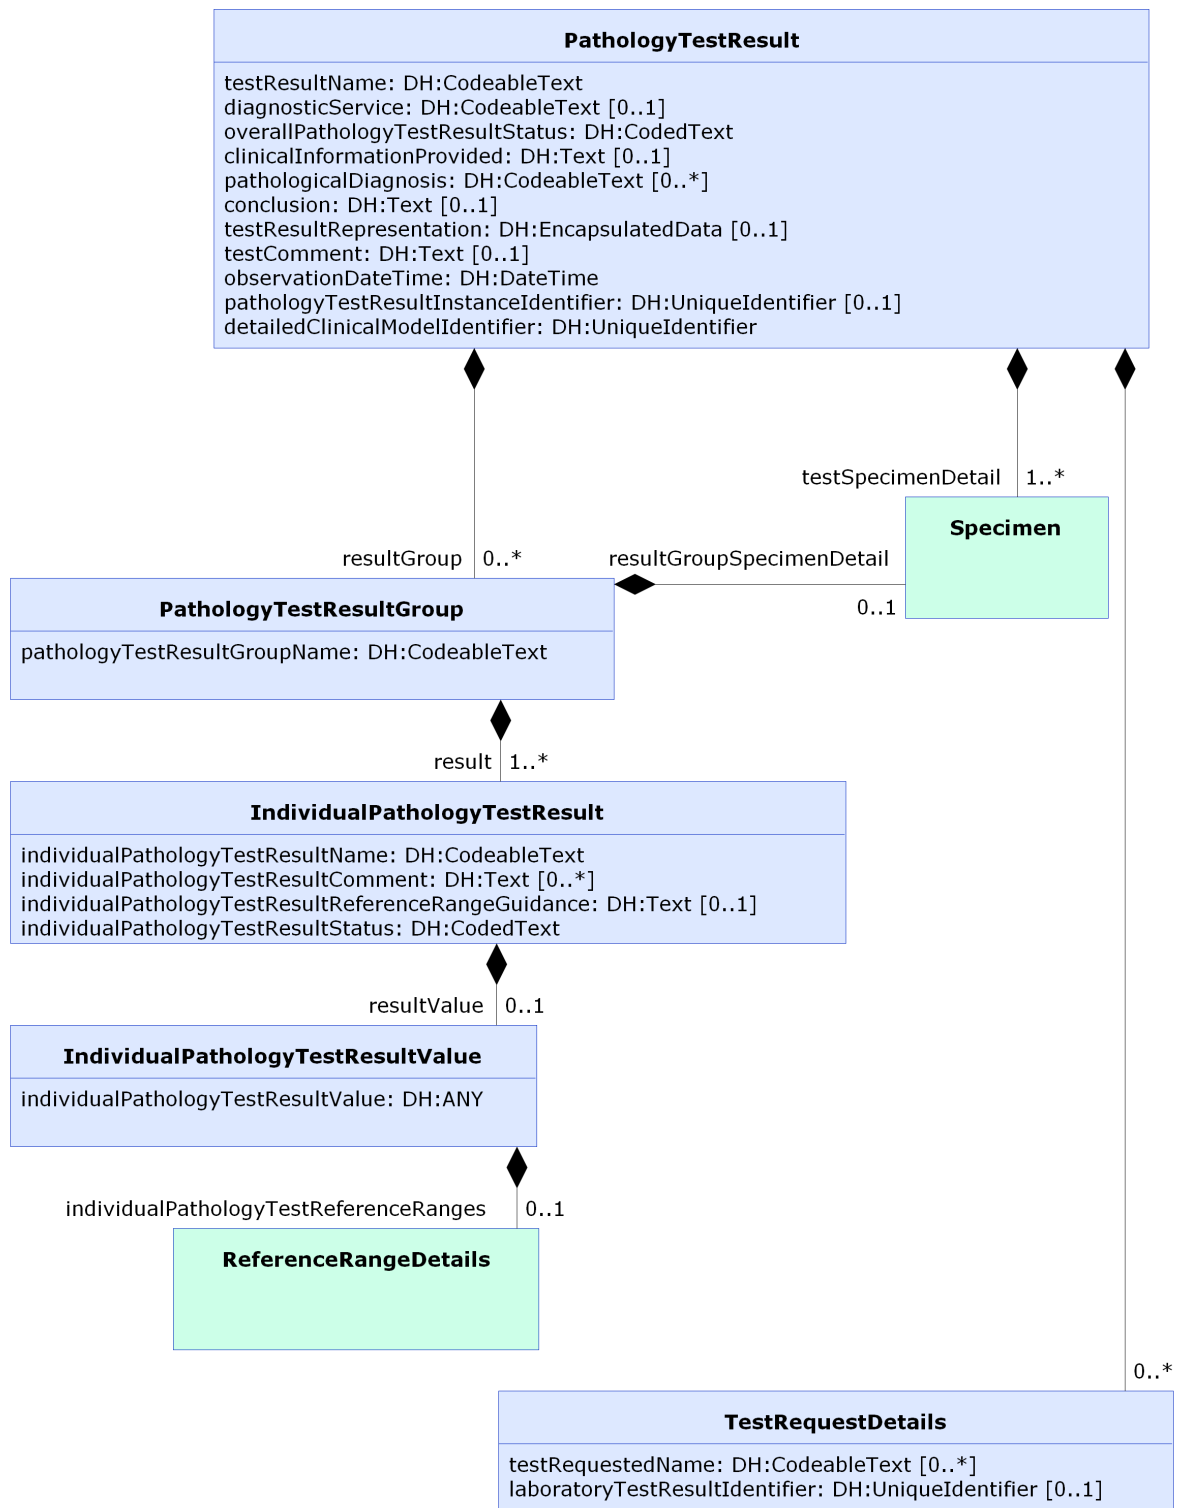 PathologyTestResult
testResultName: DH:CodeableText
diagnosticService: DH:CodeableText [0..1]
overallPathologyTestResultStatus: DH:CodedText
clinicalInformationProvided: DH:Text [0..1]
pathologicalDiagnosis: DH:CodeableText [0..*]
conclusion: DH:Text [0..1]
testResultRepresentation: DH:EncapsulatedData [0..1]
testComment: DH:Text [0..1]
observationDateTime: DH:DateTime
pathologyTestResultInstanceIdentifier: DH:UniqueIdentifier [0..1]
detailedClinicalModelIdentifier: DH:UniqueIdentifier
testSpecimenDetail 1..*
Specimen
resultGroup 0..*
resultGroupSpecimenDetail
0..1
PathologyTestResultGroup
pathologyTestResultGroupName: DH:CodeableText
result 1..*
IndividualPathologyTestResult
individualPathologyTestResultName: DH:CodeableText
individualPathologyTestResultComment: DH:Text [0..*]
individualPathologyTestResultReferenceRangeGuidance: DH:Text [0..1]
individualPathologyTestResultStatus: DH:CodedText
resultValue 0..1
IndividualPathologyTestResultValue
individualPathologyTestResultValue: DH:ANY
individualPathologyTestReferenceRanges 0..1
ReferenceRangeDetails
0..*
TestRequestDetails
testRequestedName: DH:CodeableText [0..*]
laboratoryTestResultIdentifier: DH:UniqueIdentifier [0..1]